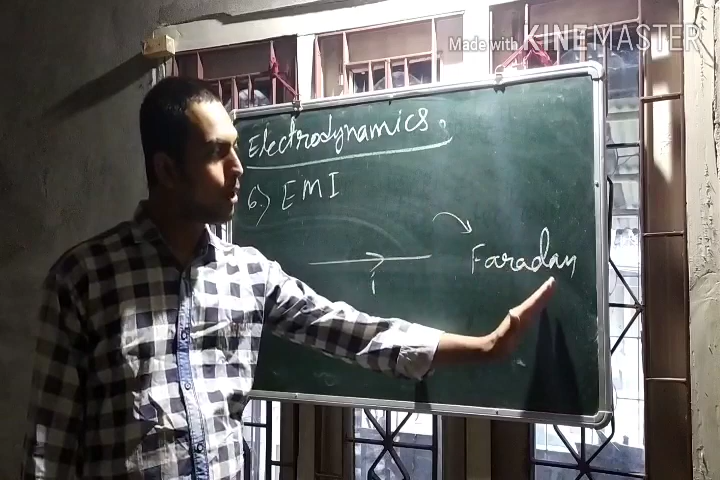 Made with KINEMASTER
Electrodynamics.
6.) EMI
i
Faraday